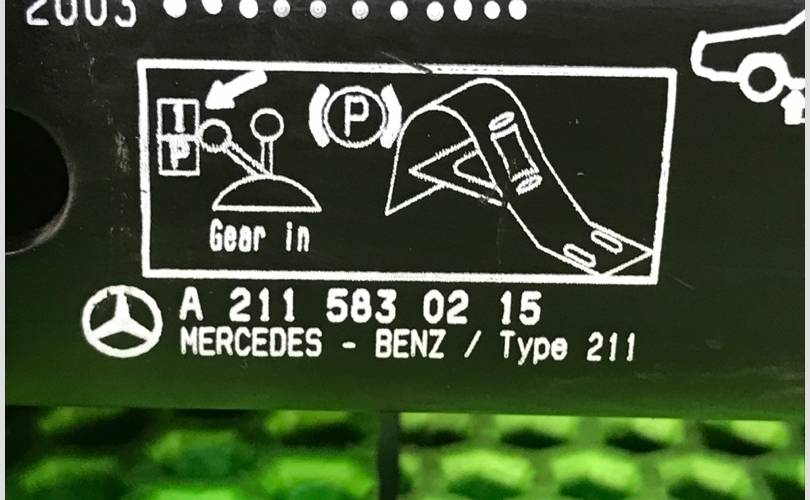 2003
1
P
P
Gear in
A 211 583 02 15
MERCEDES - BENZ / Type 211